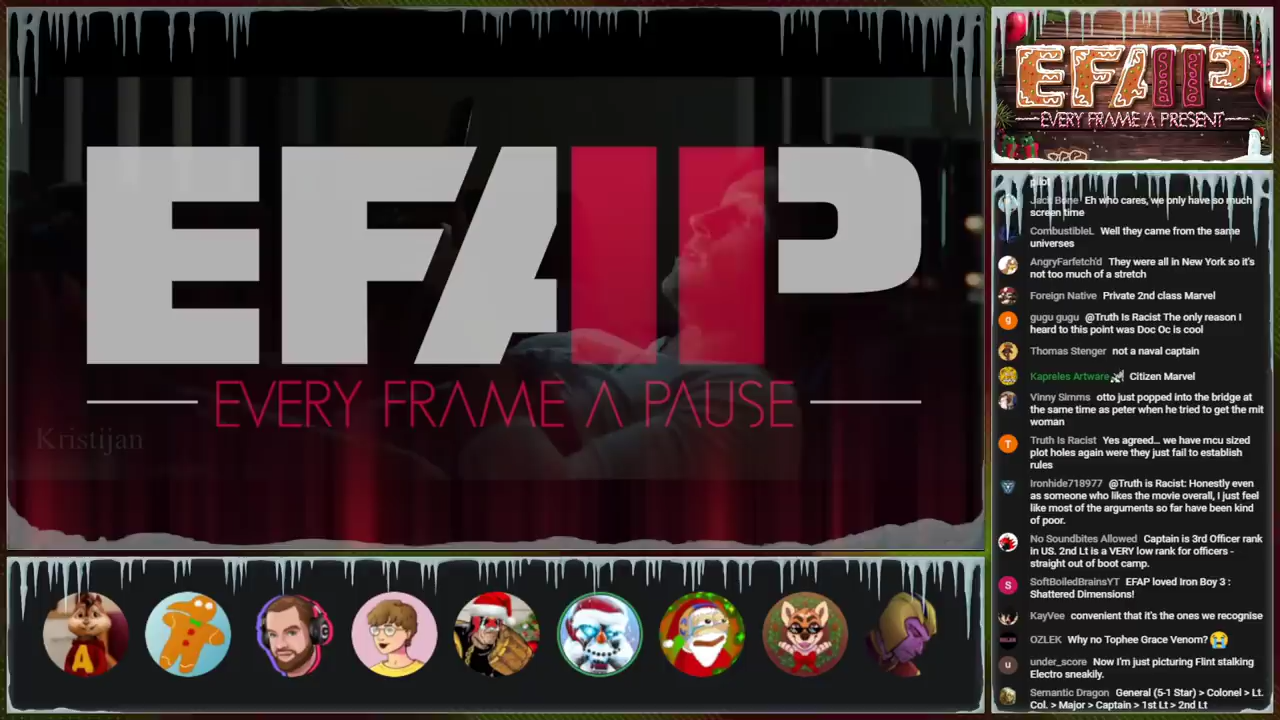 EFAIIP
EVERY FRAME A PAUSE
Kristijan
EFAIIP
EVERY FRAME A PRESENT
pilot
Jack Bone Eh who cares, we only have so much
screen time
CombustibleL Well they came from the same
universes
AngryFarfetch'd They were all in New York so it's
not too much of a stretch
Foreign Native Private 2nd class Marvel
gugu gugu @Truth Is Racist The only reason I
heard to this point was Doc Oc is cool
Thomas Stenger not a naval captain
Kapreles Artware Citizen Marvel
Vinny Simms otto just popped into the bridge at
the same time as peter when he tried to get the mit
woman
Truth Is Racist Yes agreed... we have mcu sized
plot holes again were they just fail to establish
rules
Ironhide718977 @Truth is Racist: Honestly even
as someone who likes the movie overall, I just feel
like most of the arguments so far have been kind
of poor.
No Soundbites Allowed Captain is 3rd Officer rank
in US. 2nd Lt is a VERY low rank for officers -
straight out of boot camp.
SoftBoiledBrainsYT EFAP loved Iron Boy 3 :
Shattered Dimensions!
KayVee convenient that it's the ones we recognise
OZLEK Why no Tophee Grace Venom? 😭
under_score Now I'm just picturing Flint stalking
Electro sneakily.
Semantic Dragon General (5-1 Star) > Colonel > Lt.
Col. > Major > Captain > 1st Lt > 2nd Lt